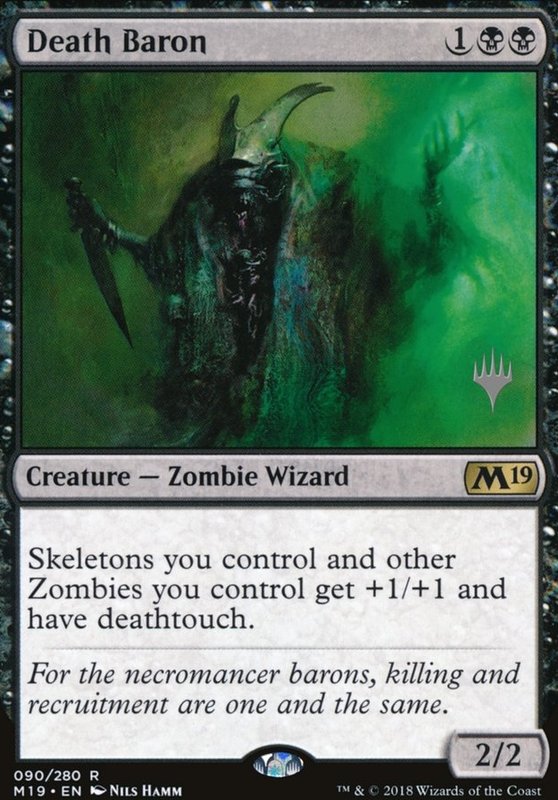 Death Baron 1
Creature — Zombie Wizard M19
Skeletons you control and other
Zombies you control get +1/+1 and
have deathtouch.
For the necromancer barons, killing and
recruitment are one and the same.
2/2
090/280 R
M19 • EN Nils Hamm ™ & © 2018 Wizards of the Coast